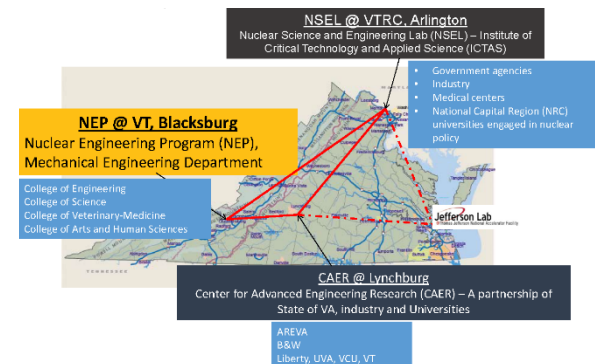 NSEL @ VTRC, Arlington
Nuclear Science and Engineering Lab (NSEL) – Institute of
Critical Technology and Applied Science (ICTAS)
• Government agencies
• Industry
• Medical centers
• National Capital Region (NRC)
universities engaged in nuclear
policy
NEP @ VT, Blacksburg
Nuclear Engineering Program (NEP),
Mechanical Engineering Department
College of Engineering
College of Science
College of Veterinary-Medicine
College of Arts and Human Sciences
Jefferson Lab
TENNESSEE
CAER @ Lynchburg
Center for Advanced Engineering Research (CAER) – A partnership of
State of VA, industry and Universities
AREVA
B&W
Liberty, UVA, VCU, VT